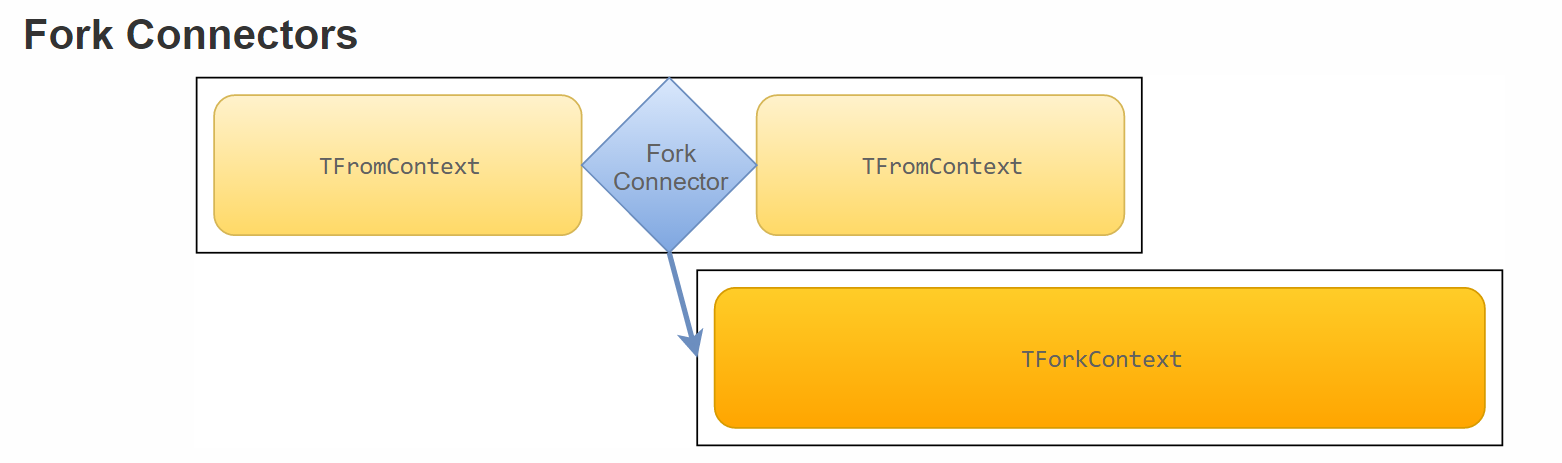 Fork Connectors
TFromContext
Fork
Connector
TFromContext
TForkContext